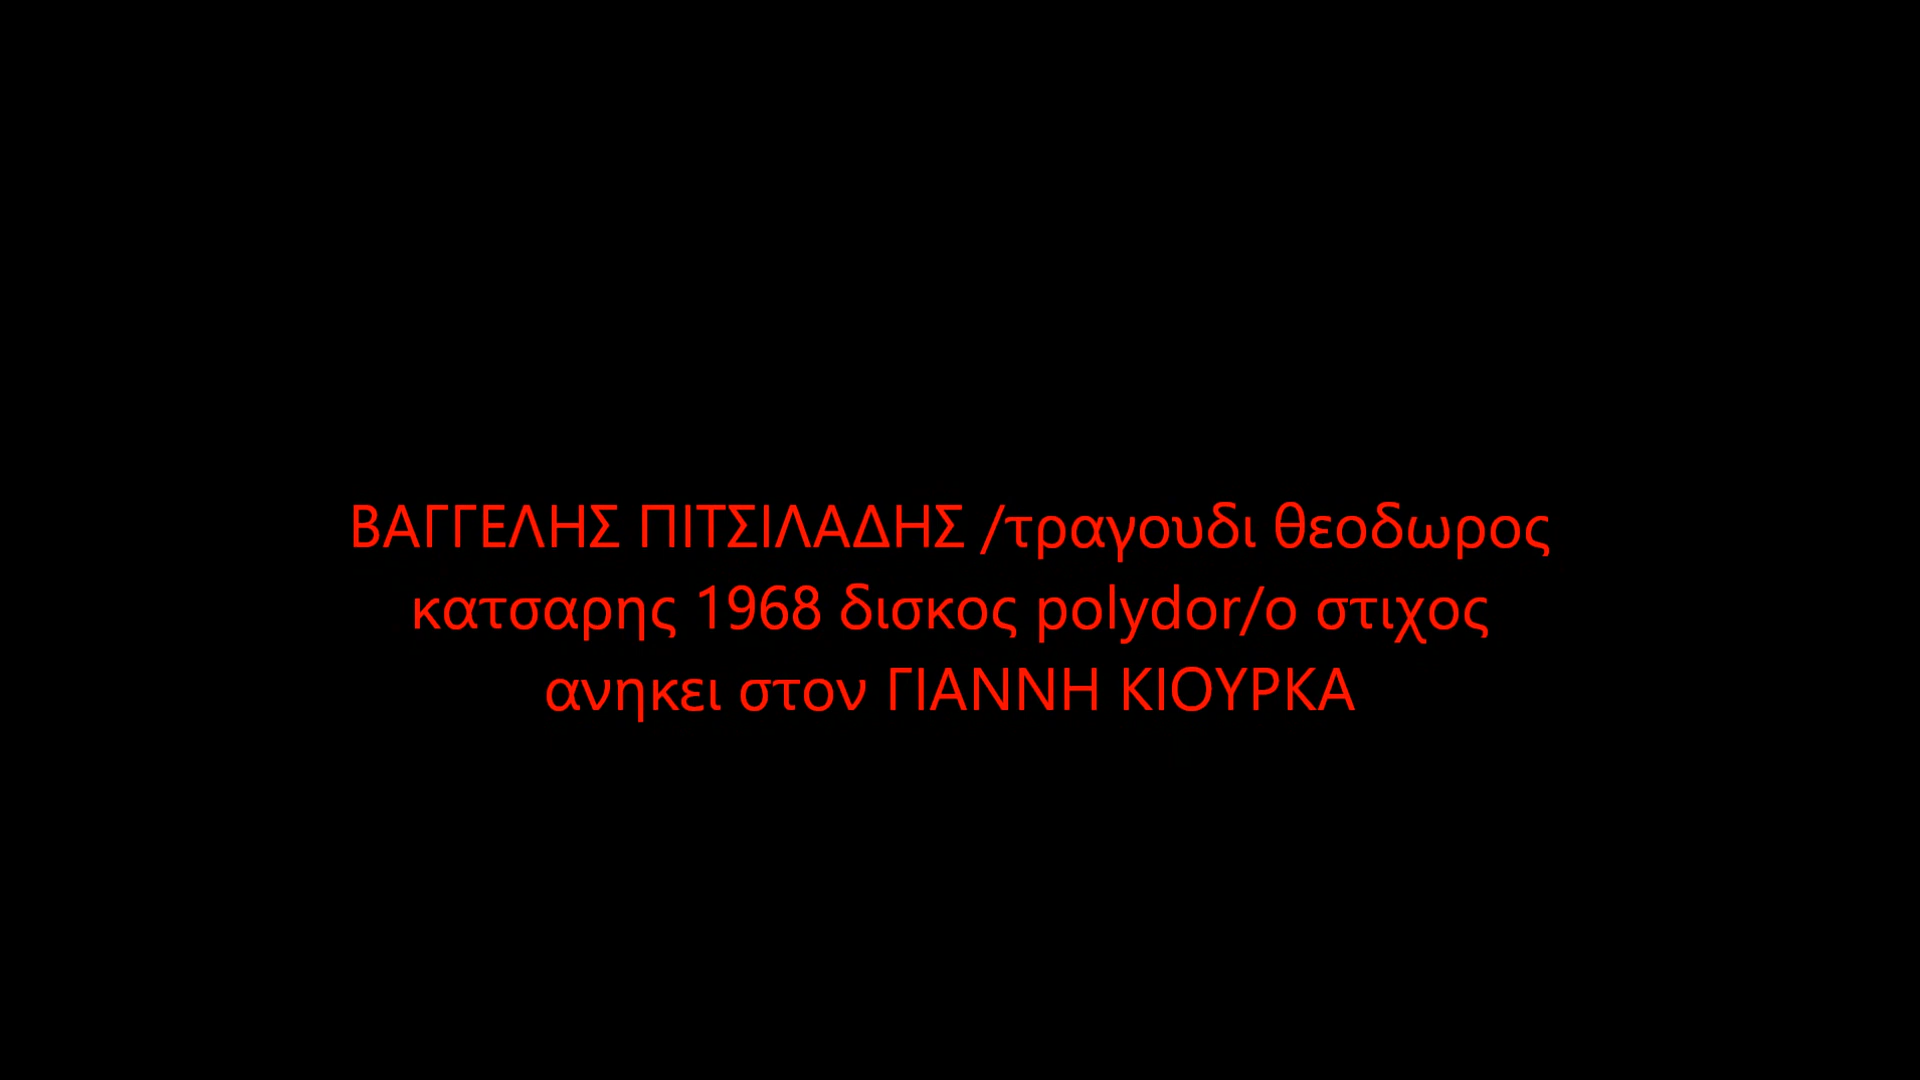 ΒΑΓΓΕΛΗΣ ΠΙΤΣΙΛΑΔΗΣ /τραγουδι θεοδωρος
κατσαρης 1968 δισκος polydor/ο στιχος
ανηκει στον ΓΙΑΝΝΗ ΚΙΟΥΡΚΑ